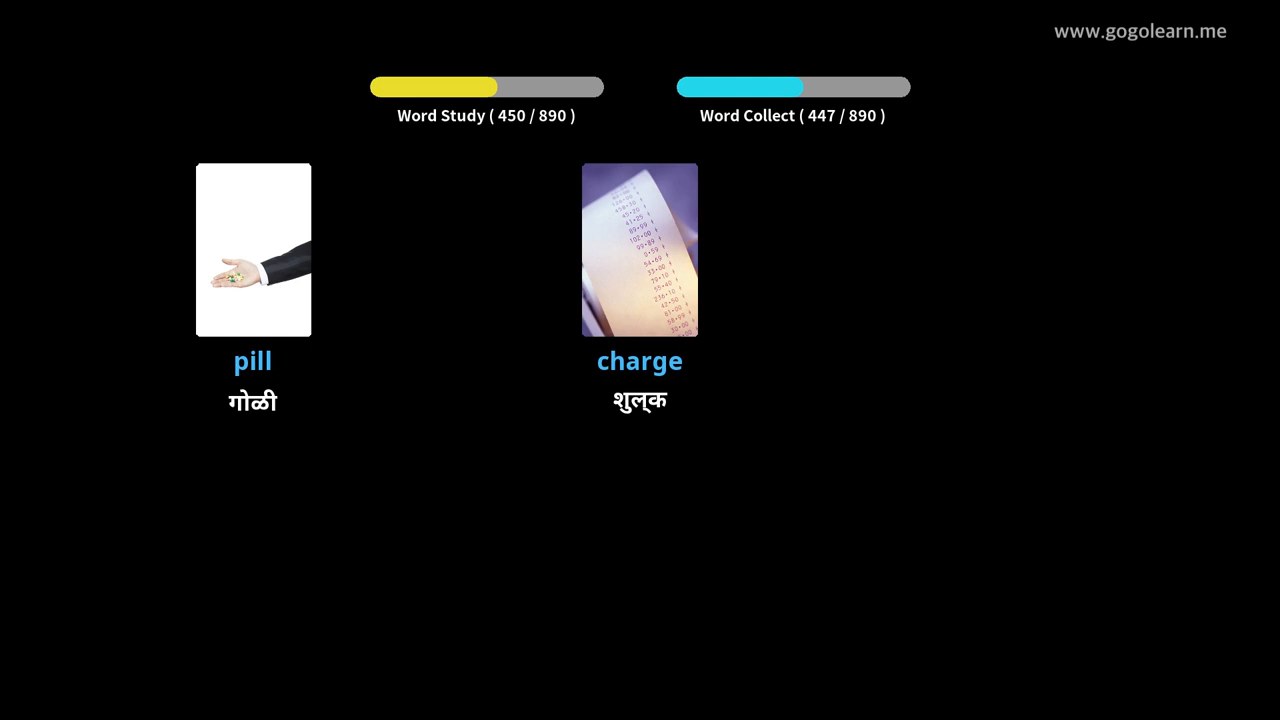 www.gogolearn.me
Word Study ( 450 / 890 )
Word Collect ( 447 / 890 )
pill
charge
गोळी
शुल्क